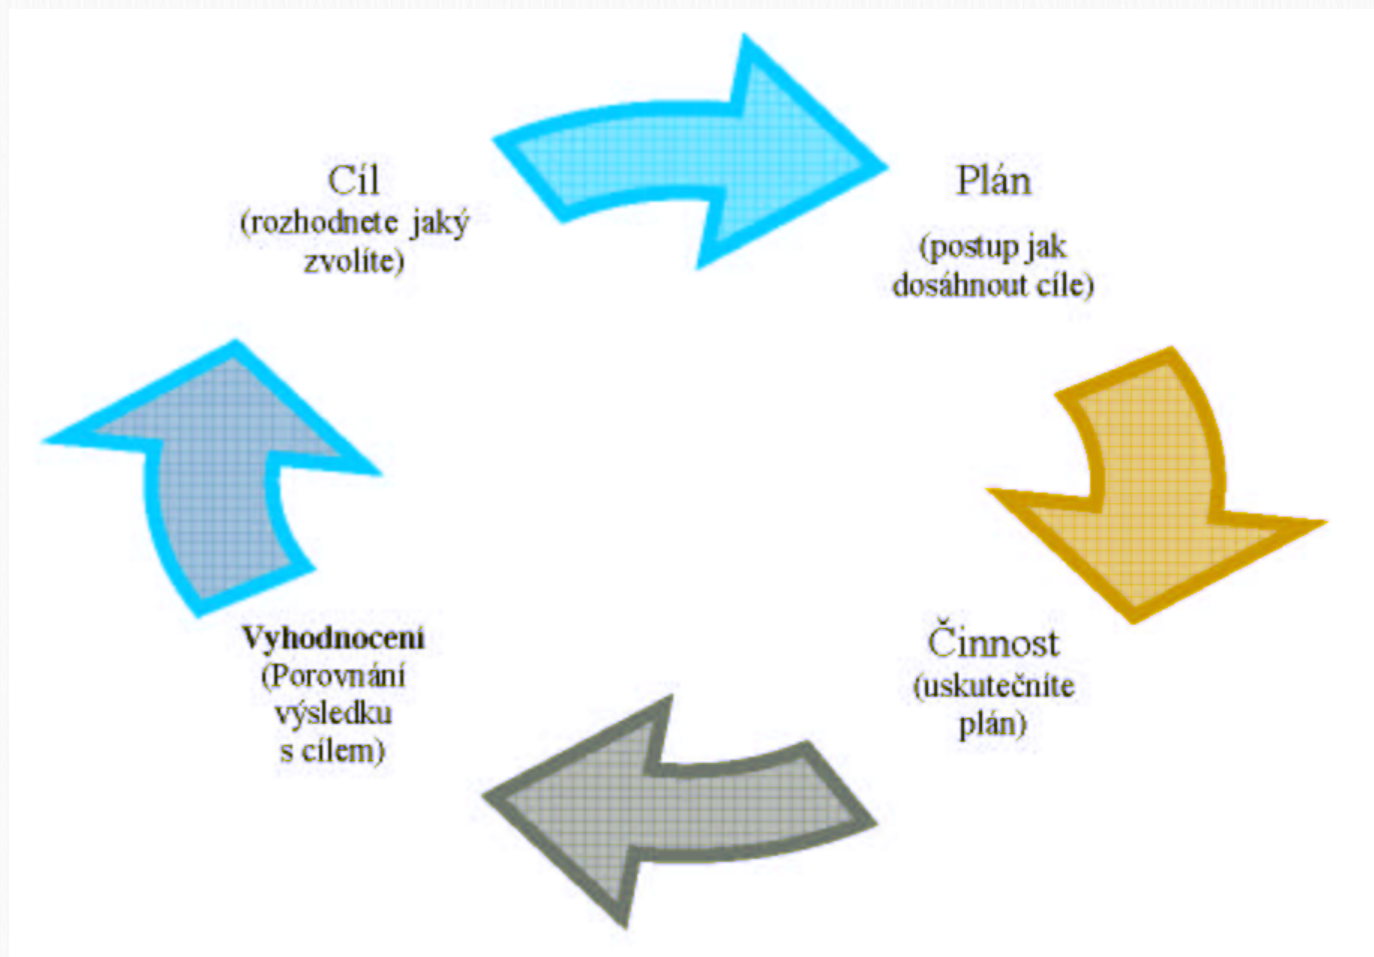 Cíl
(rozhodnete jaký
zvolíte)
Plán
(postup jak
dosáhnout cíle)
Činnost
(uskutečníte
plán)
Vyhodnocení
(Porovnání
výsledku
s cílem)